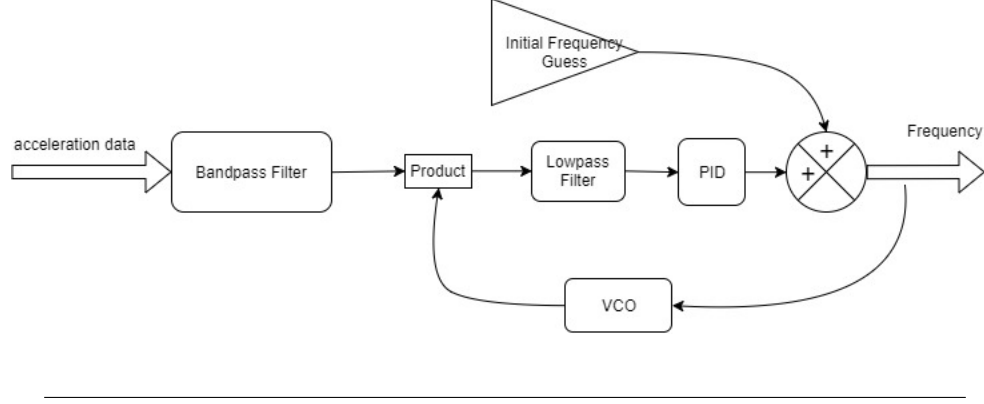 Initial Frequency
Guess
acceleration data
Frequency
Bandpass Filter
Product
Lowpass
Filter
PID
+
+
VCO